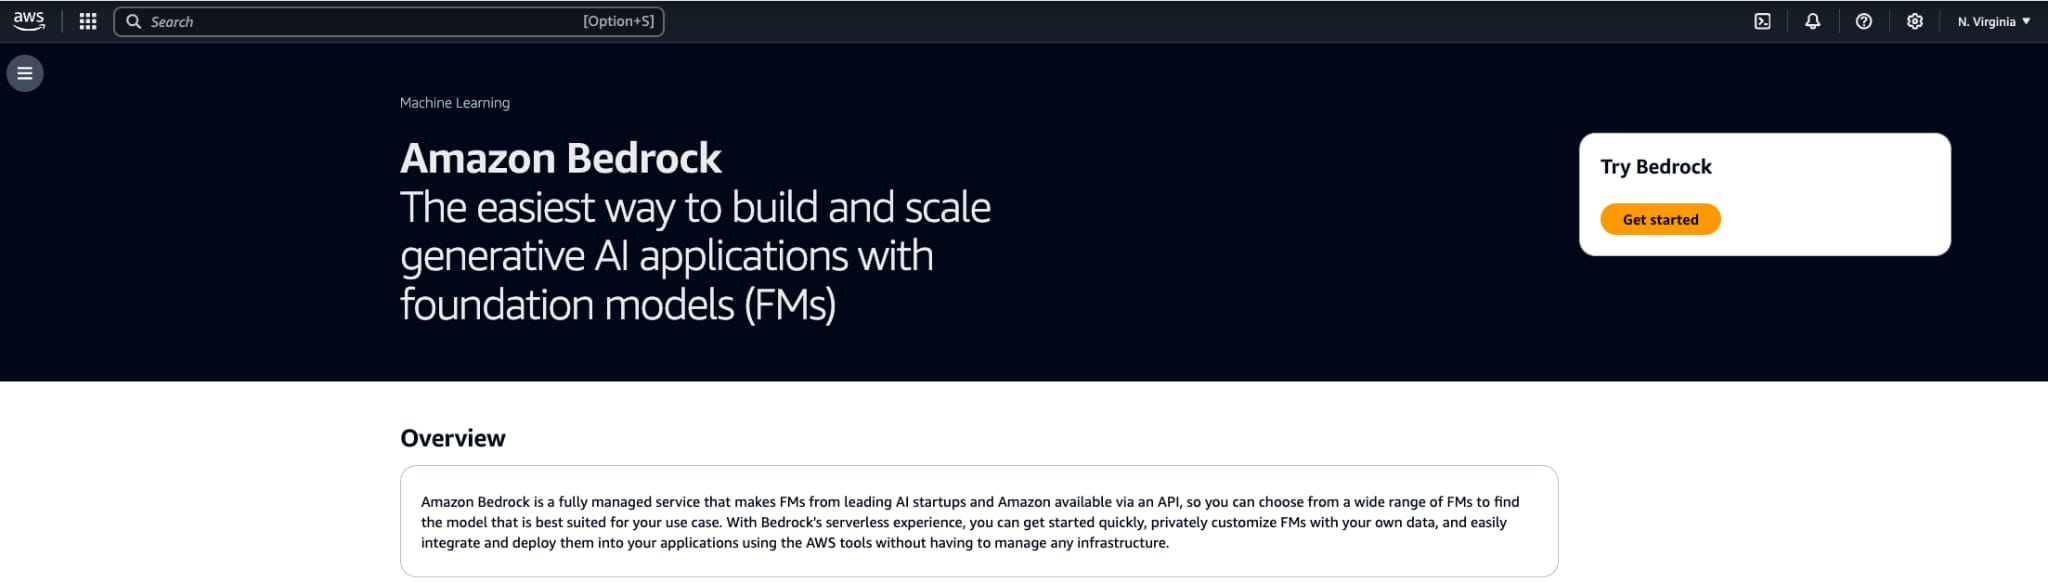 aws
Search [Option+S]
N. Virginia
Machine Learning
Amazon Bedrock
The easiest way to build and scale
generative AI applications with
foundation models (FMs)
Try Bedrock
Get started
Overview
Amazon Bedrock is a fully managed service that makes FMs from leading AI startups and Amazon available via an API, so you can choose from a wide range of FMs to find
the model that is best suited for your use case. With Bedrock's serverless experience, you can get started quickly, privately customize FMs with your own data, and easily
integrate and deploy them into your applications using the AWS tools without having to manage any infrastructure.